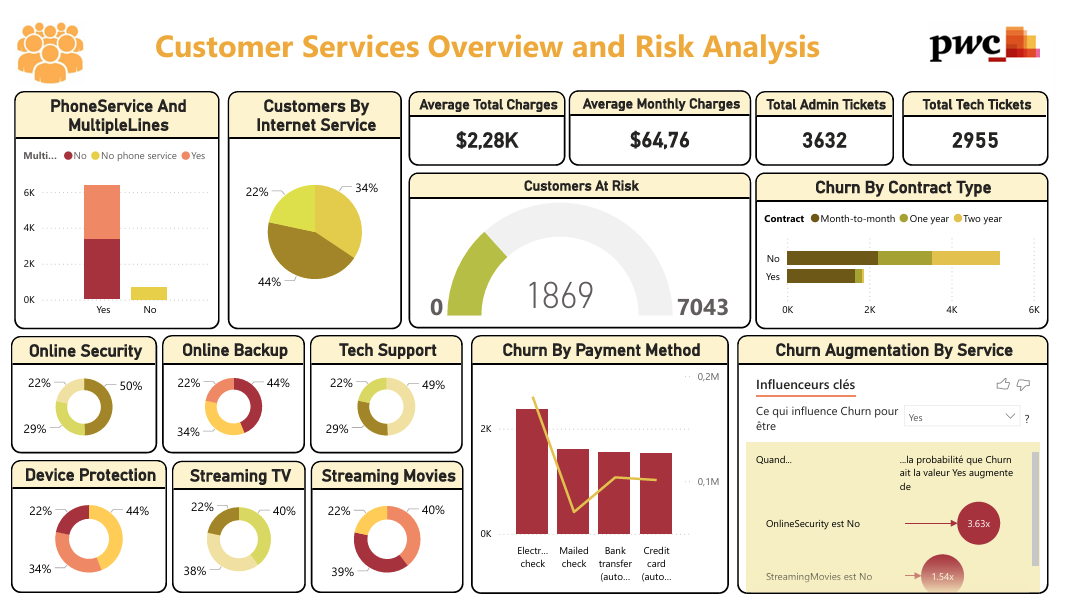 Customer Services Overview and Risk Analysis
pwc
PhoneService And
MultipleLines
Multi... No No phone service Yes
6K
4K
2K
0K
Yes No
Customers By
Internet Service
22%
34%
44%
Average Total Charges
$2,28K
Average Monthly Charges
$64,76
Total Admin Tickets
3632
Total Tech Tickets
2955
Customers At Risk
0
1869
7043
Churn By Contract Type
Contract Month-to-month One year Two year
No
Yes
0K 2K 4K 6K
Online Security
22%
50%
29%
Online Backup
22%
44%
34%
Tech Support
22%
49%
29%
Device Protection
22%
44%
34%
Streaming TV
22%
40%
38%
Streaming Movies
22%
40%
39%
Churn By Payment Method
0,2M
2K
0,1M
0K
Electr...
check
Mailed
check
Bank
transfer
(auto...
Credit
card
(auto...
Churn Augmentation By Service
Influenceurs clés
Ce qui influence Churn pour
être
Yes
?
Quand...
...la probabilité que Churn
ait la valeur Yes augmente
de
OnlineSecurity est No
3.63x
StreamingMovies est No
1.54x